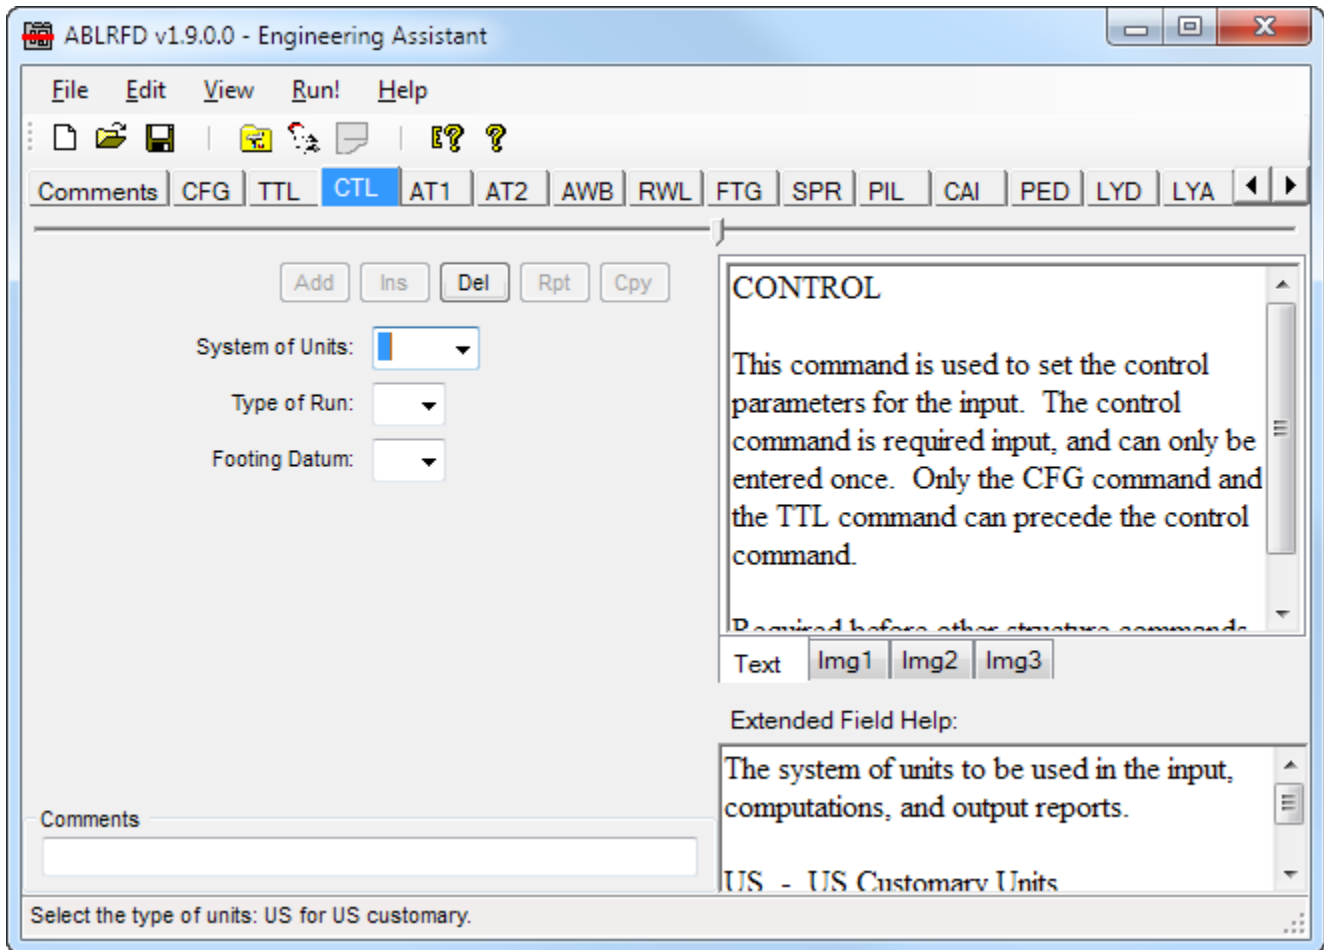 ABLRFD v1.9.0.0 - Engineering Assistant
File Edit View Run! Help
Comments CFG TTL CTL AT1 AT2 AWB RWL FTG SPR PIL CAI PED LYD LYA
Add Ins Del Rpt Cpy
System of Units:
Type of Run:
Footing Datum:
CONTROL
This command is used to set the control
parameters for the input. The control
command is required input, and can only be
entered once. Only the CFG command and
the TTL command can precede the control
command.
Required before other structure commands
Text Img1 Img2 Img3
Extended Field Help:
The system of units to be used in the input,
computations, and output reports.
US - US Customary Units
Comments
Select the type of units: US for US customary.